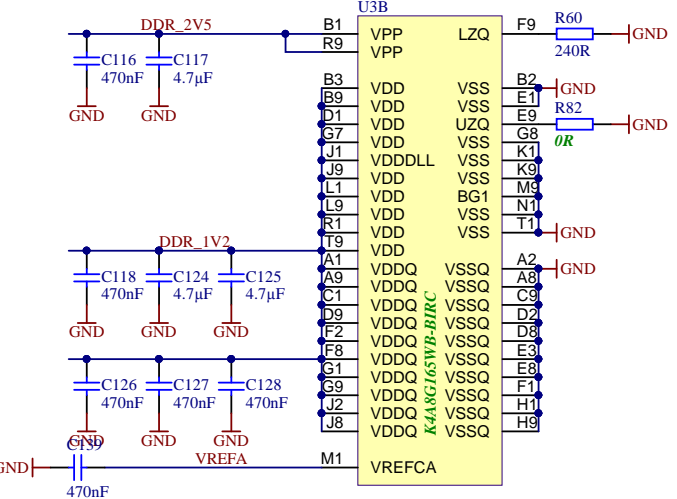 U3B
DDR_2V5
B1 VPP LZQ F9 R60 GND
R9 VPP 240R
C116 C117
470nF 4.7µF
GND GND
B3 VDD VSS B2 GND
B9 VDD VSS E1
D1 VDD UZQ E9 R82 GND
G7 VDD VSS G8 0R
J1 VDDDLL VSS K1
J9 VDD VSS K9
L1 VDD BG1 M9
L9 VDD VSS N1
R1 VDD VSS T1 GND
DDR_1V2
T9 VDD
A1 VDDQ VSSQ A2 GND
C118 C124 C125 A9 VDDQ VSSQ A8
470nF 4.7µF 4.7µF C1 VDDQ VSSQ C9
D9 VDDQ VSSQ D2
GND GND GND F2 VDDQ VSSQ D8
F8 VDDQ VSSQ E3
G1 VDDQ VSSQ E8
C126 C127 C128 G9 VDDQ VSSQ F1
470nF 470nF 470nF J2 VDDQ VSSQ H1
J8 VDDQ VSSQ H9
K4A8G165WB-BIRC
GND GND GND
C139
GND VREFA M1 VREFCA
470nF